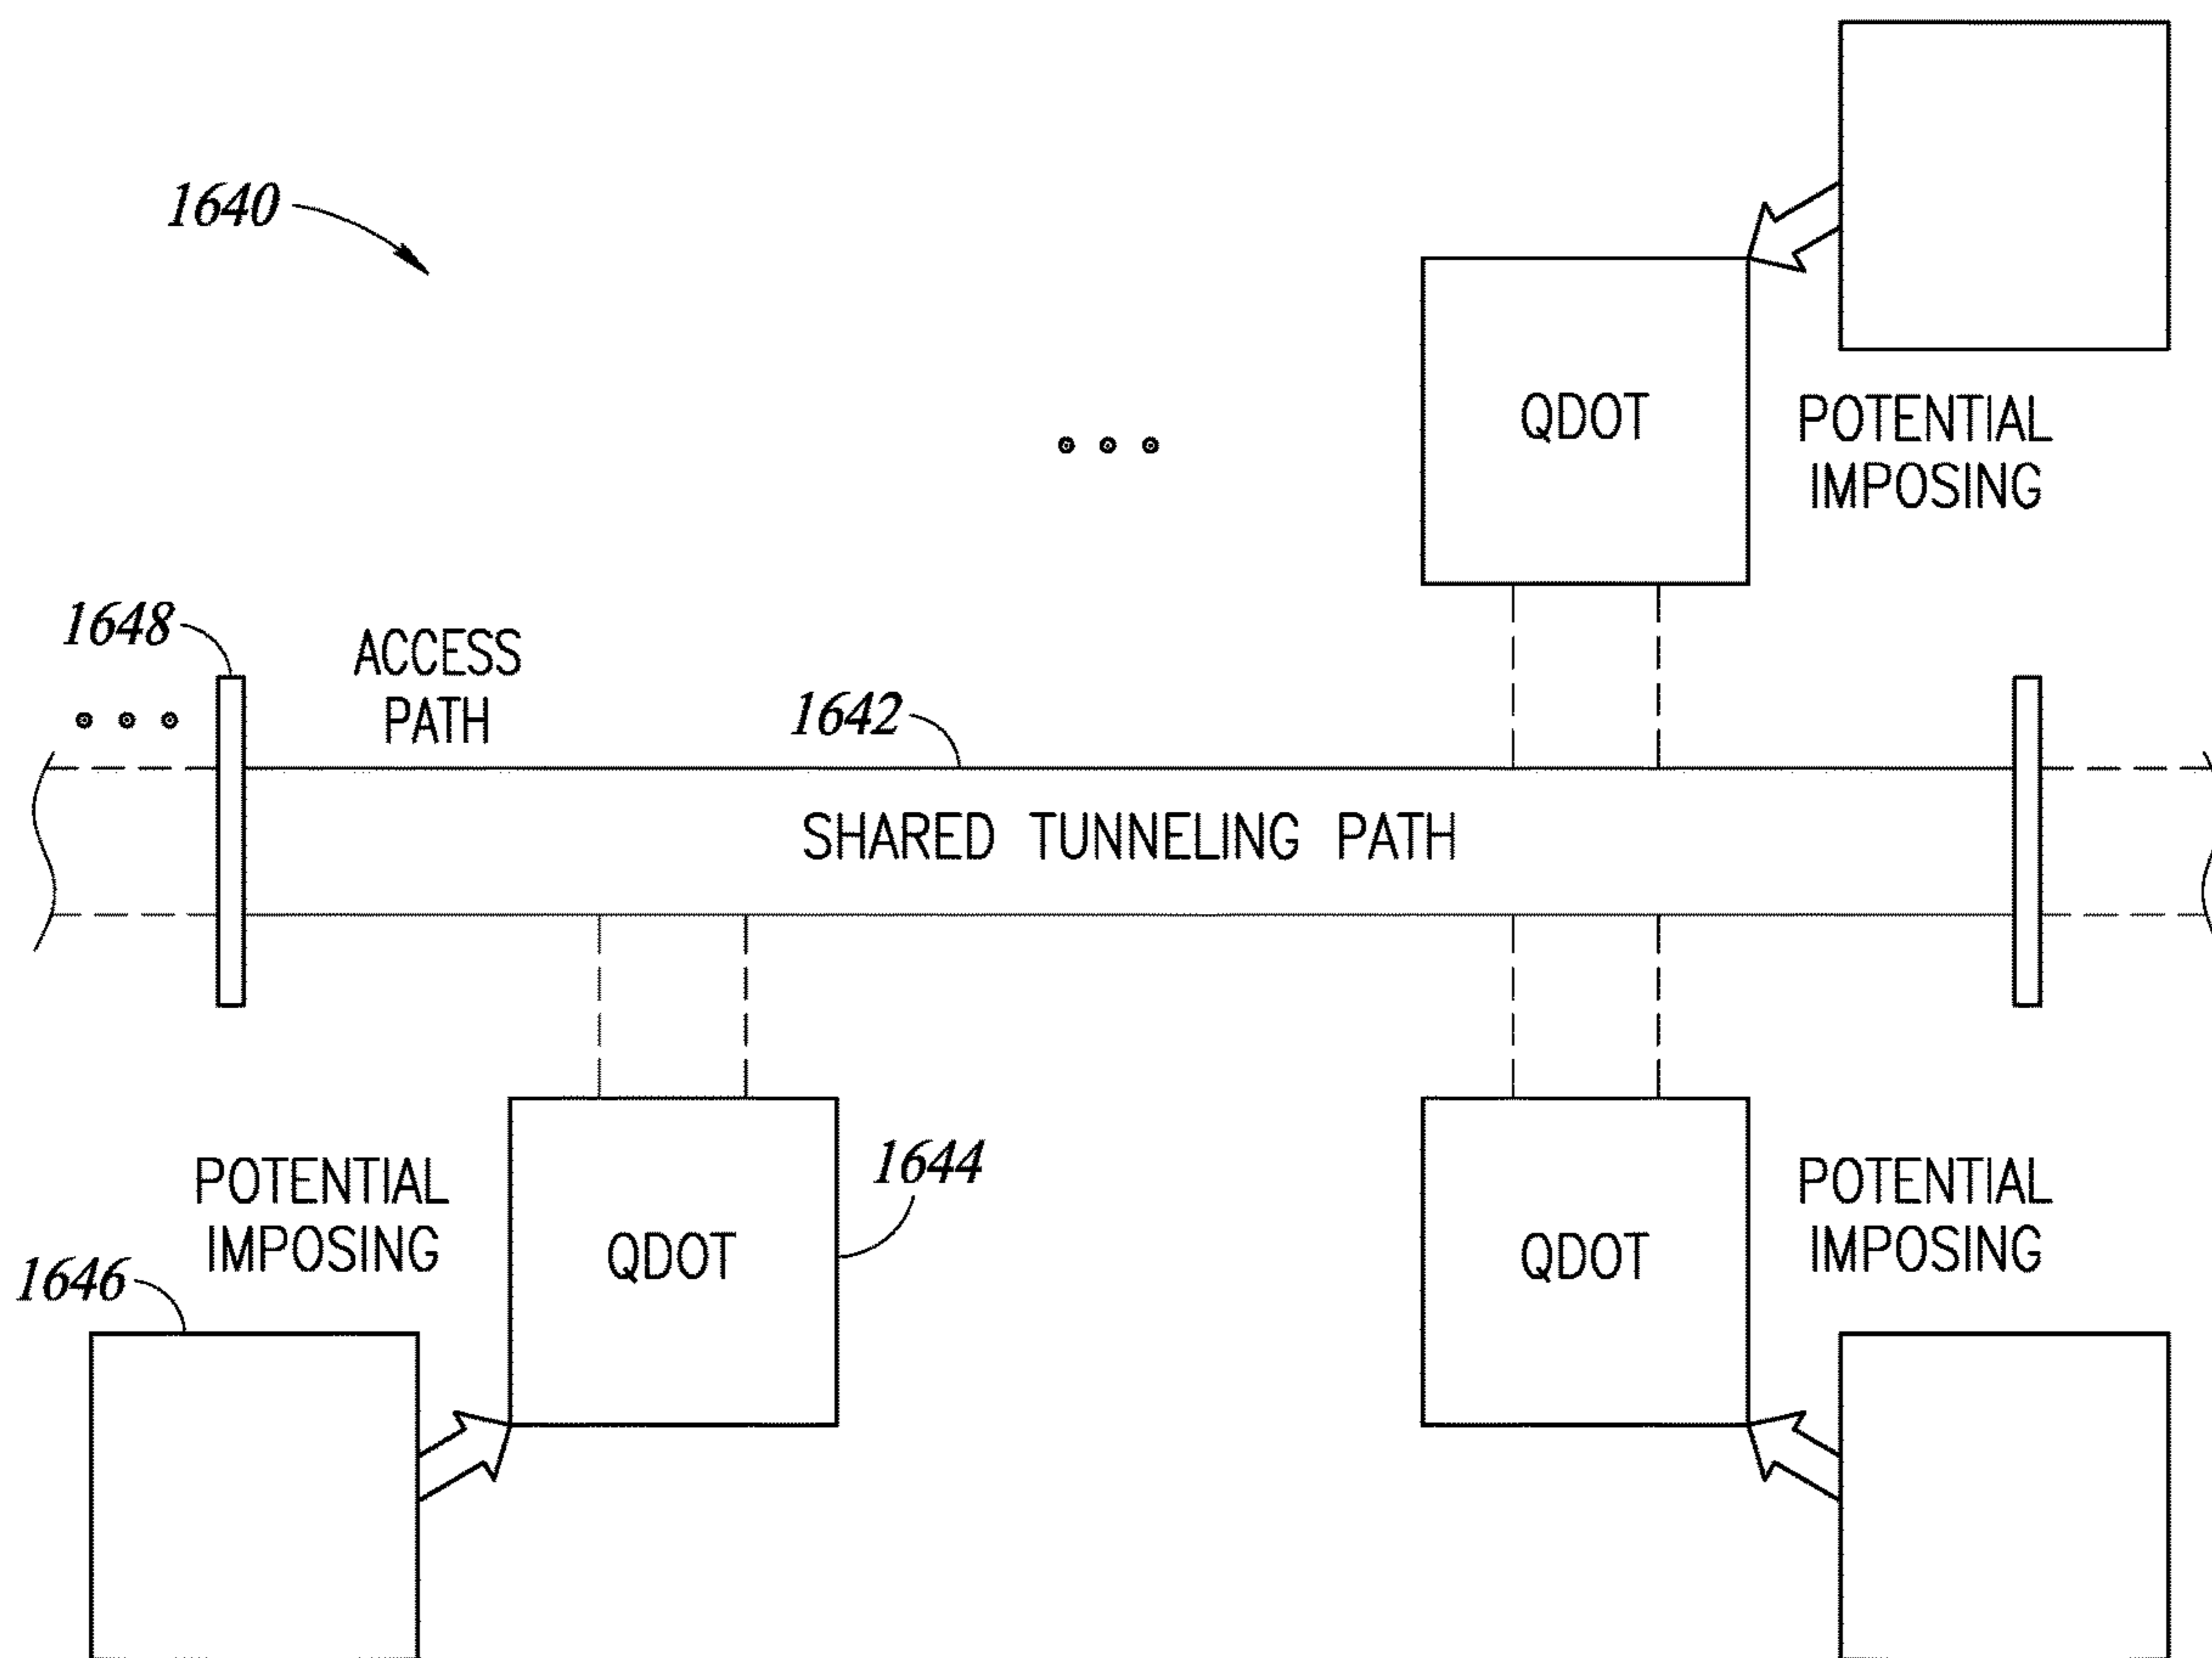 1640
QDOT
POTENTIAL
IMPOSING
1648
ACCESS
PATH
1642
SHARED TUNNELING PATH
POTENTIAL
IMPOSING
1644
QDOT
QDOT
POTENTIAL
IMPOSING
1646